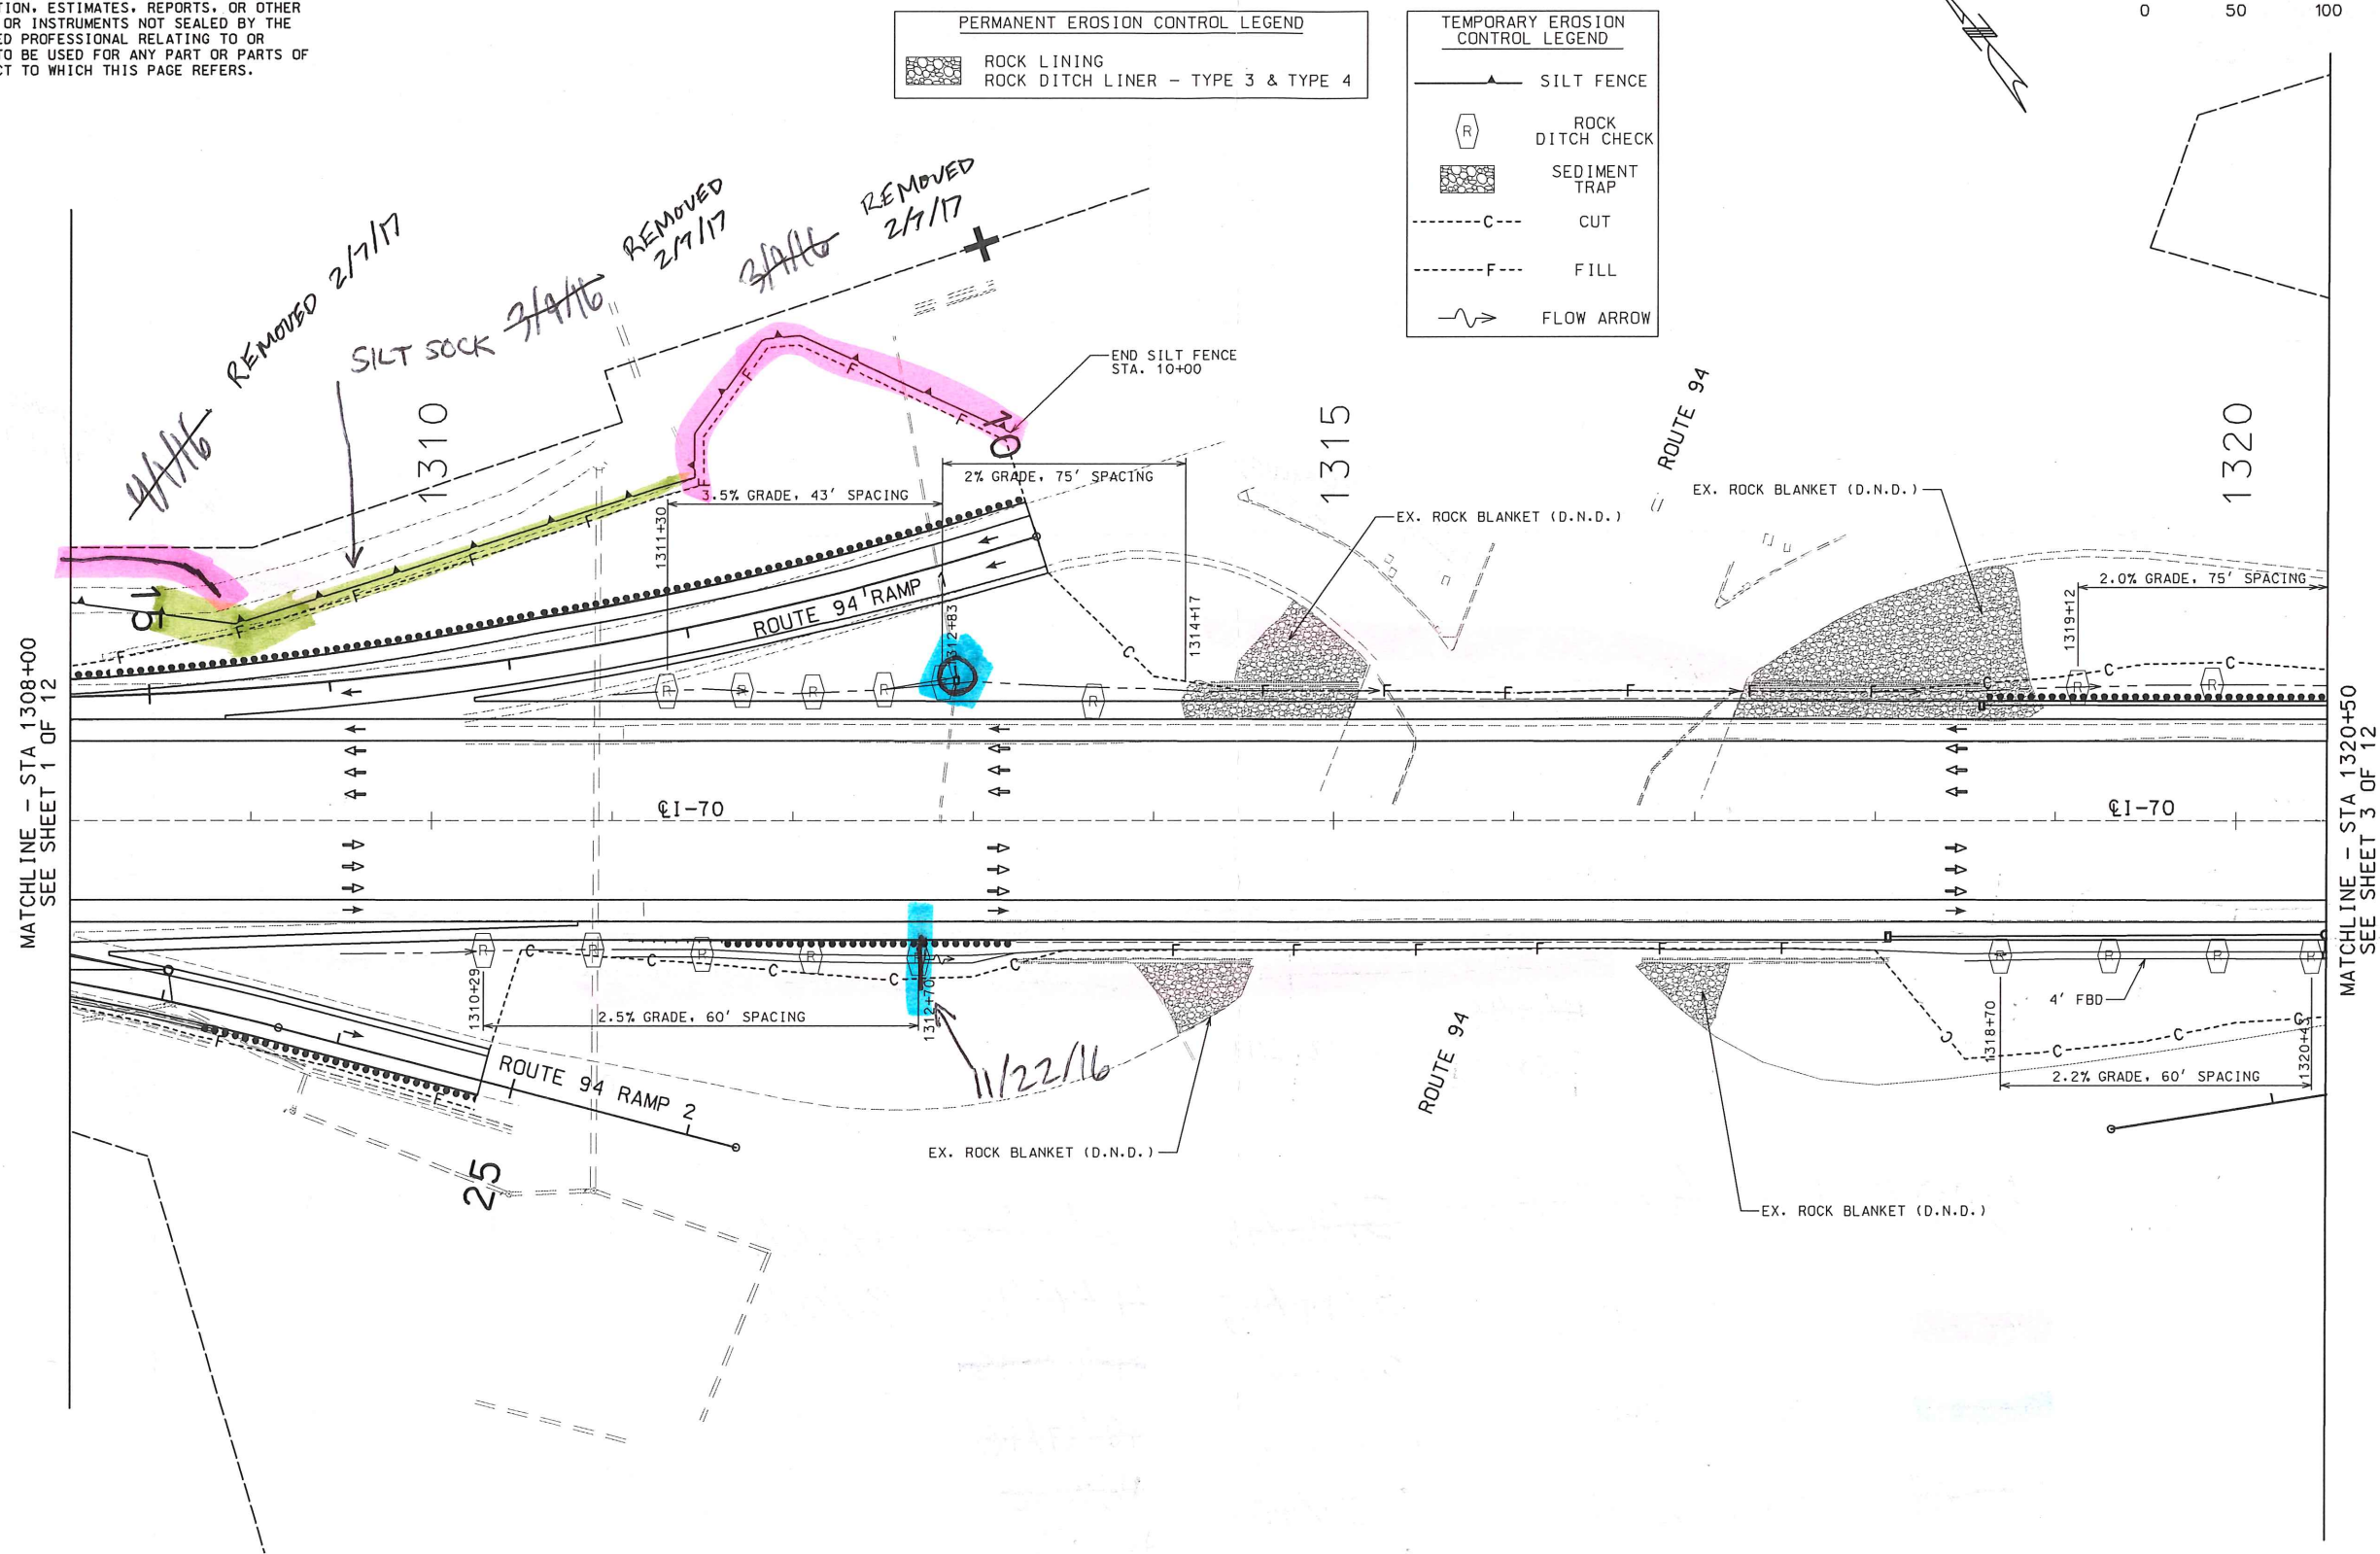 TION, ESTIMATES, REPORTS, OR OTHER
OR INSTRUMENTS NOT SEALED BY THE
ED PROFESSIONAL RELATING TO OR
TO BE USED FOR ANY PART OR PARTS OF
CT TO WHICH THIS PAGE REFERS.
PERMANENT EROSION CONTROL LEGEND
ROCK LINING
ROCK DITCH LINER - TYPE 3 & TYPE 4
TEMPORARY EROSION
CONTROL LEGEND
SILT FENCE
R
ROCK
DITCH CHECK
SEDIMENT
TRAP
C
CUT
F
FILL
FLOW ARROW
0 50 100
4/1/16
REMOVED 2/7/17
SILT SOCK 3/9/16
REMOVED
2/7/17
3/9/16
REMOVED
2/7/17
END SILT FENCE
STA. 10+00
1310
1315
1320
10
15
3.5% GRADE, 43' SPACING
2% GRADE, 75' SPACING
1311+30
1312+83
1314+17
ROUTE 94 RAMP
ROUTE 94
EX. ROCK BLANKET (D.N.D.)
EX. ROCK BLANKET (D.N.D.)
1319+12
2.0% GRADE, 75' SPACING
MATCHLINE - STA 1308+00
SEE SHEET 1 OF 12
℄I-70
℄I-70
MATCHLINE - STA 1320+50
SEE SHEET 3 OF 12
1310+29
2.5% GRADE, 60' SPACING
1312+70
11/22/16
ROUTE 94 RAMP 2
25
EX. ROCK BLANKET (D.N.D.)
ROUTE 94
EX. ROCK BLANKET (D.N.D.)
4' FBD
1318+70
2.2% GRADE, 60' SPACING